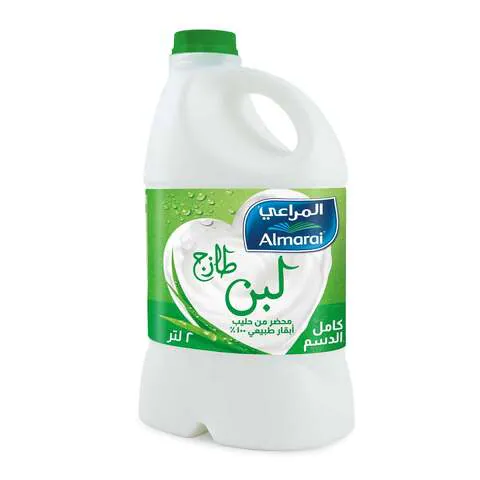 المراعي
Almarai
طازج
لبن
محضر من حليب
أبقار طبيعي ١٠٠٪
كامل
الدسم
٢ لتر